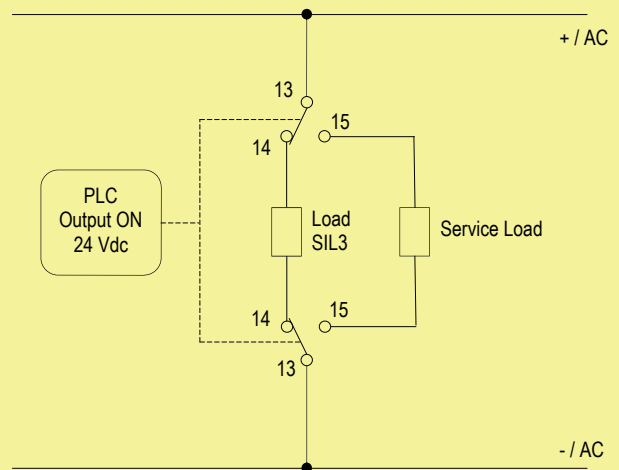 + / AC
13
15
14
PLC
Output ON
24 Vdc
Load
SIL3
Service Load
14
15
13
- / AC